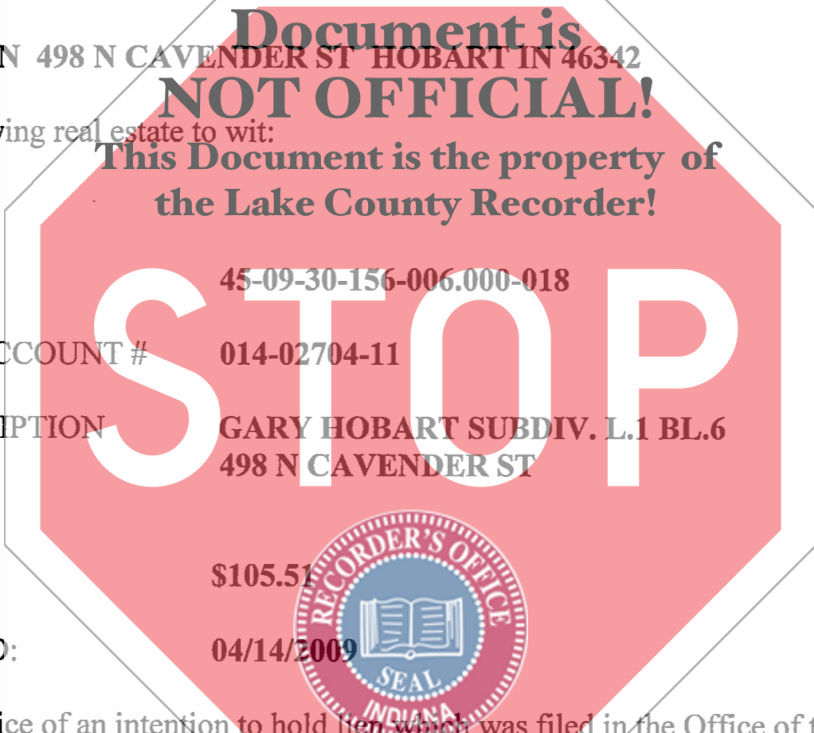 Document is
N 498 N CAVENDER ST HOBART IN 46342
NOT OFFICIAL!
ing real estate to wit:
This Document is the property of
the Lake County Recorder!
45-09-30-156-006.000-018
STOP
CCOUNT # 014-02704-11
IPTION GARY HOBART SUBDIV. L.1 BL.6
498 N CAVENDER ST
RECORDER'S OFFICE
$105.51
04/14/2009
SEAL
INDIANA
ice of an intention to hold lien which was filed in the Office of t